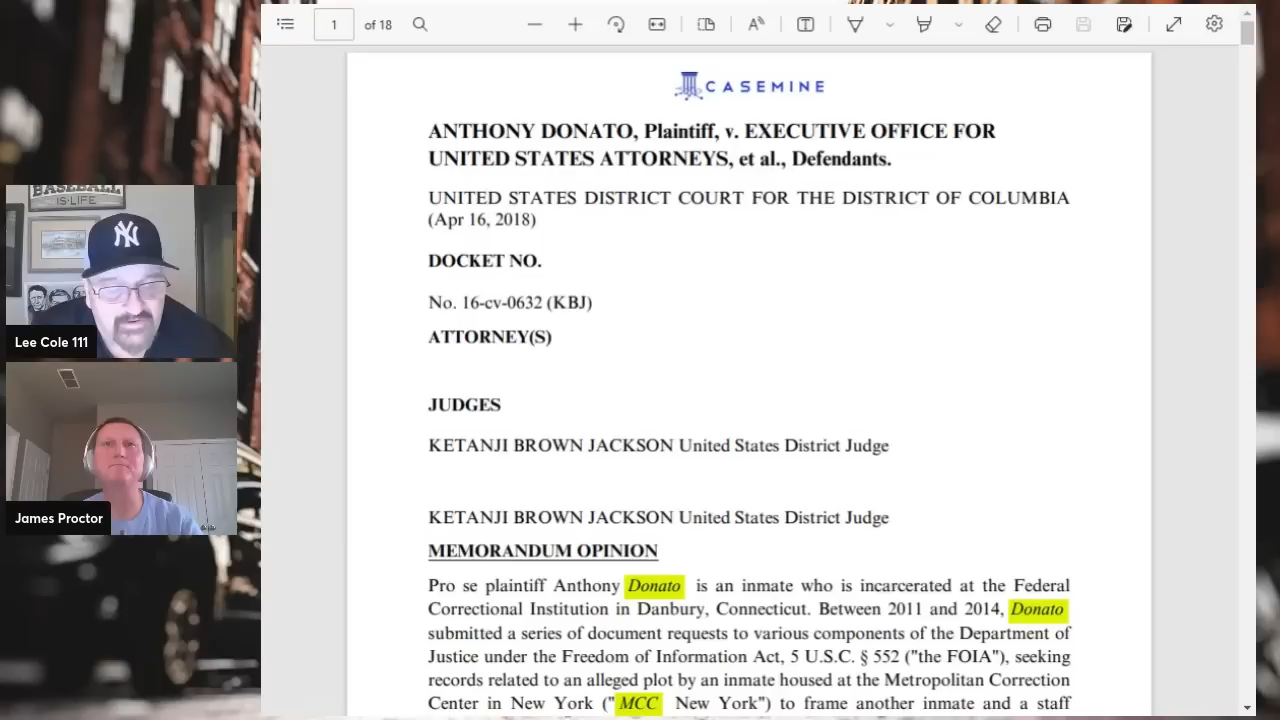 1 of 18
CASEMINE
ANTHONY DONATO, Plaintiff, v. EXECUTIVE OFFICE FOR
UNITED STATES ATTORNEYS, et al., Defendants.
UNITED STATES DISTRICT COURT FOR THE DISTRICT OF COLUMBIA
(Apr 16, 2018)
DOCKET NO.
No. 16-cv-0632 (KBJ)
ATTORNEY(S)
JUDGES
KETANJI BROWN JACKSON United States District Judge
KETANJI BROWN JACKSON United States District Judge
MEMORANDUM OPINION
Pro se plaintiff Anthony Donato is an inmate who is incarcerated at the Federal
Correctional Institution in Danbury, Connecticut. Between 2011 and 2014, Donato
submitted a series of document requests to various components of the Department of
Justice under the Freedom of Information Act, 5 U.S.C. § 552 ("the FOIA"), seeking
records related to an alleged plot by an inmate housed at the Metropolitan Correction
Center in New York ("MCC New York") to frame another inmate and a staff
BASEBALL
IS LIFE
NY
Lee Cole 111
James Proctor